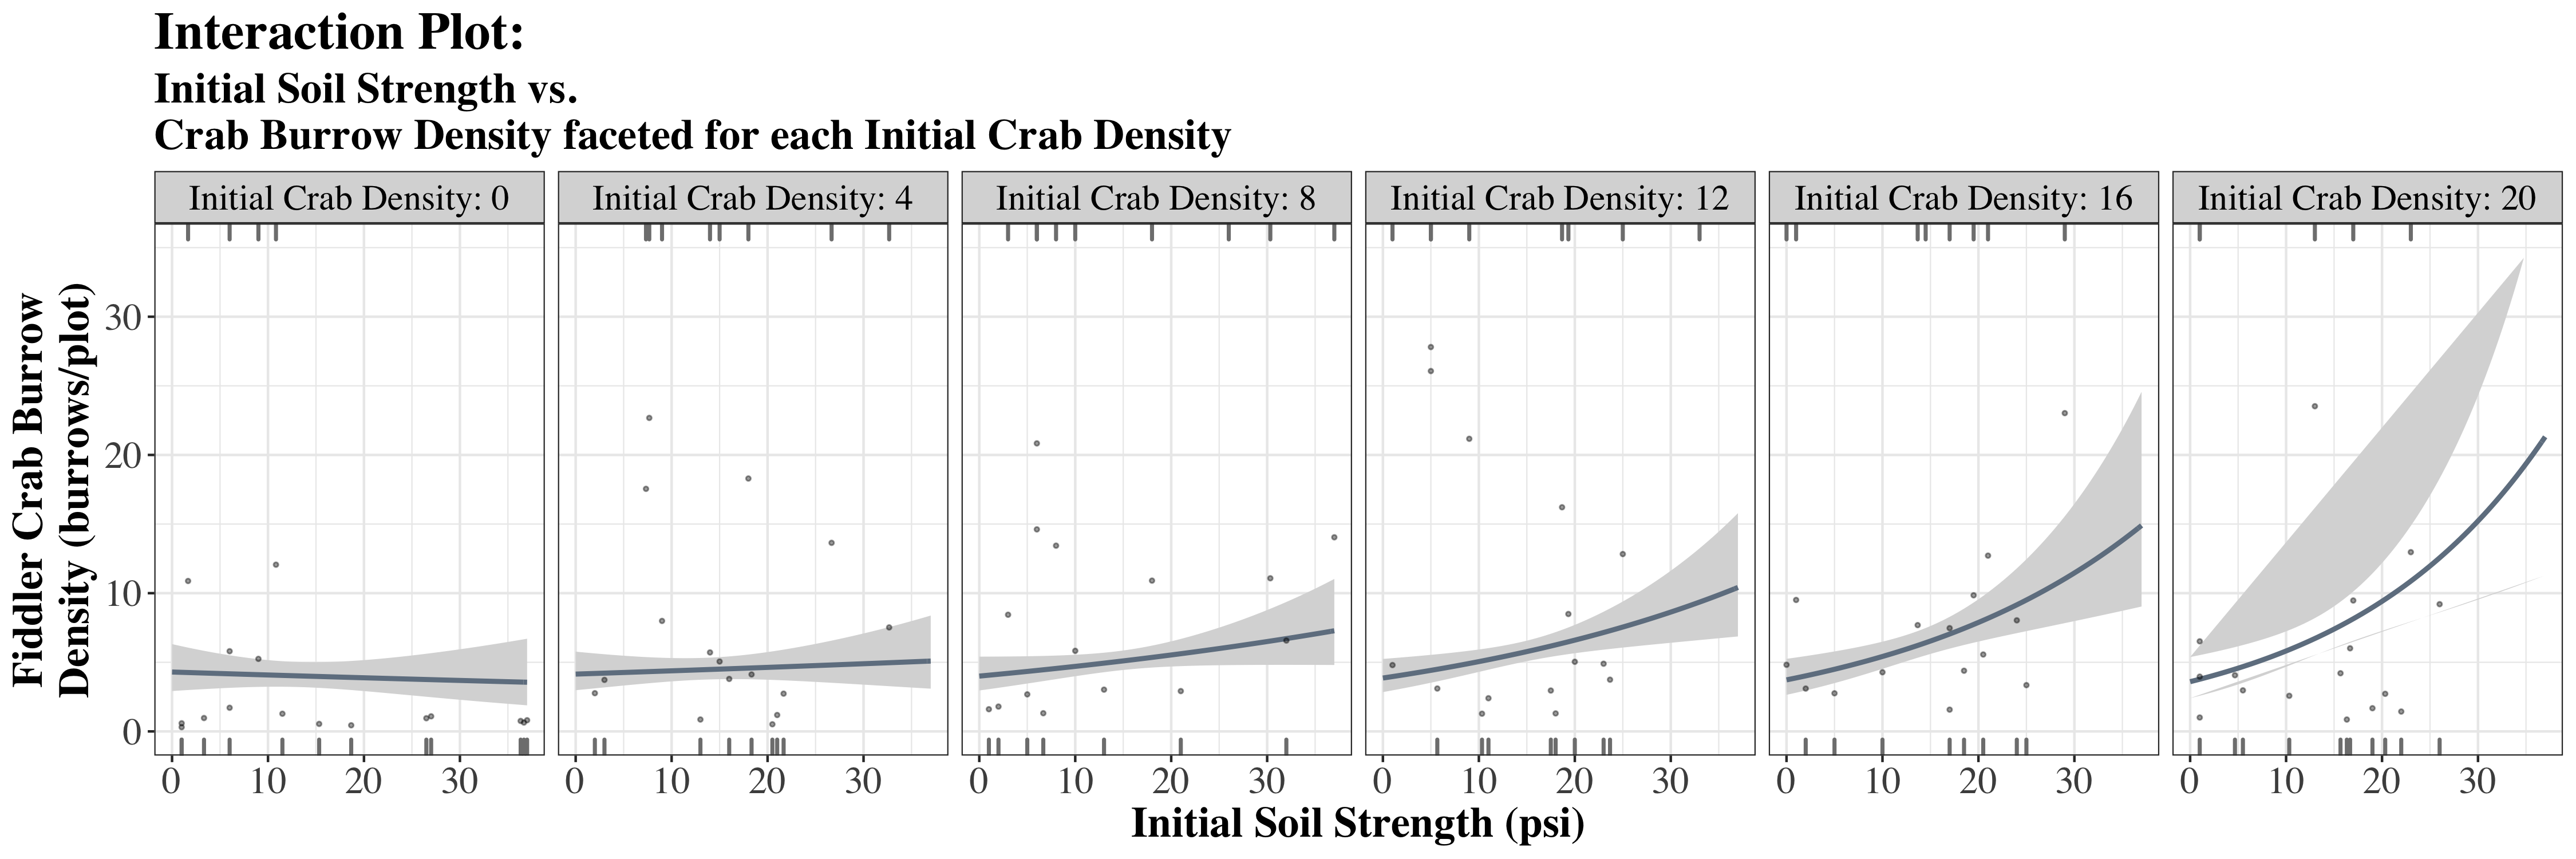 Interaction Plot:
Initial Soil Strength vs.
Crab Burrow Density faceted for each Initial Crab Density
Initial Crab Density: 0
Initial Crab Density: 4
Initial Crab Density: 8
Initial Crab Density: 12
Initial Crab Density: 16
Initial Crab Density: 20
Fiddler Crab Burrow
Density (burrows/plot)
30
20
10
0
0 10 20 30
0 10 20 30
0 10 20 30
0 10 20 30
0 10 20 30
0 10 20 30
Initial Soil Strength (psi)